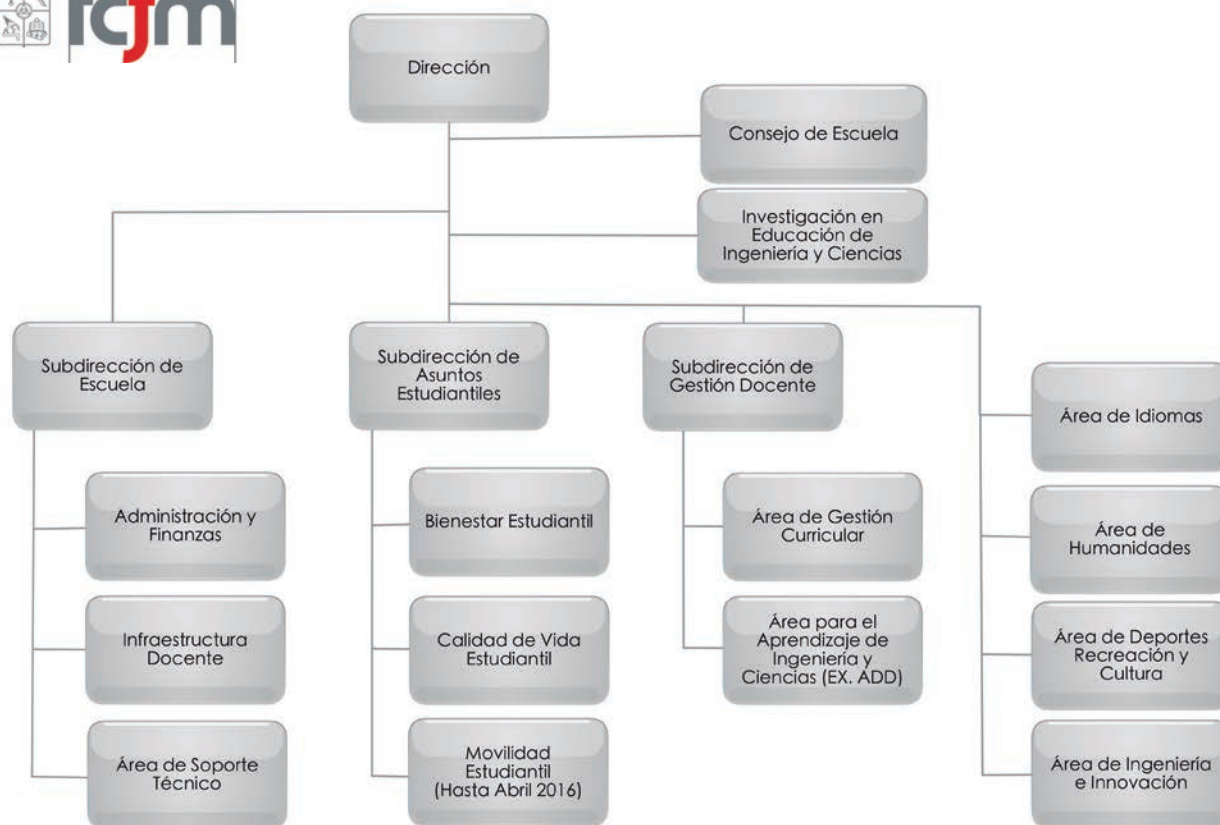 fcfm
Dirección
Consejo de Escuela
Investigación en
Educación de
Ingeniería y Ciencias
Subdirección de
Escuela
Subdirección de
Asuntos
Estudiantiles
Subdirección de
Gestión Docente
Administración y
Finanzas
Infraestructura
Docente
Área de Soporte
Técnico
Bienestar Estudiantil
Calidad de Vida
Estudiantil
Movilidad
Estudiantil
(Hasta Abril 2016)
Área de Gestión
Curricular
Área para el
Aprendizaje de
Ingeniería y
Ciencias (EX. ADD)
Área de Idiomas
Área de
Humanidades
Área de Deportes
Recreación y
Cultura
Área de Ingeniería
e Innovación